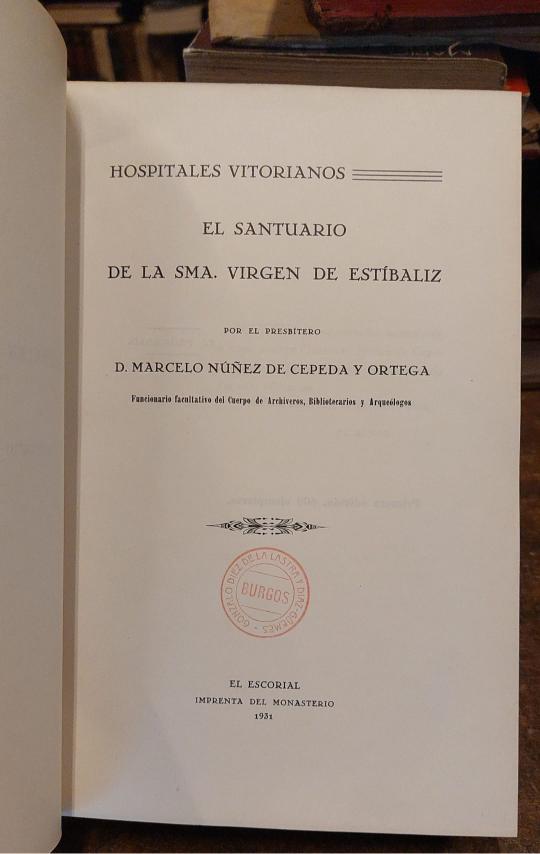 HOSPITALES VITORIANOS
EL SANTUARIO
DE LA SMA. VIRGEN DE ESTÍBALIZ
POR EL PRESBÍTERO
D. MARCELO NÚÑEZ DE CEPEDA Y ORTEGA
Funcionario facultativo del Cuerpo de Archiveros, Bibliotecarios y Arqueólogos
GONZALO DIEZ DE LA LASTRA Y DIAZ-GÜEMES
BURGOS
EL ESCORIAL
IMPRENTA DEL MONASTERIO
1931